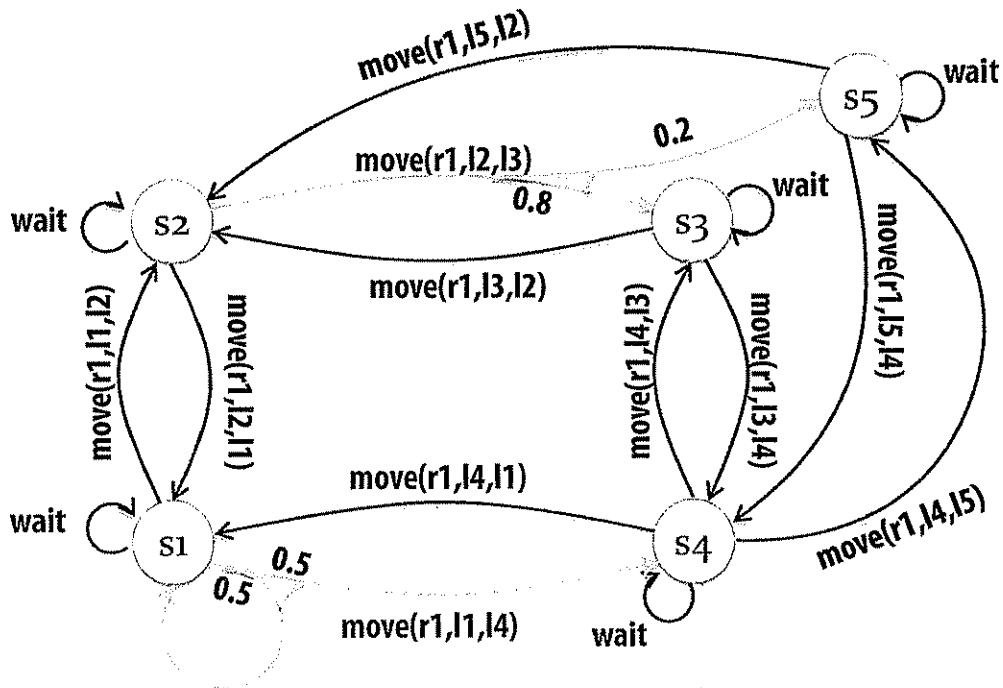 move(r1,l5,l2)
wait
s5
0.2
move(r1,l2,l3)
0.8
wait
wait
s2
s3
move(r1,l3,l2)
move(r1,l5,l4)
move(r1,l1,l2)
move(r1,l2,l1)
move(r1,l4,l3)
move(r1,l3,l4)
move(r1,l4,l1)
wait
s1
s4
move(r1,l4,l5)
0.5
0.5
move(r1,l1,l4)
wait